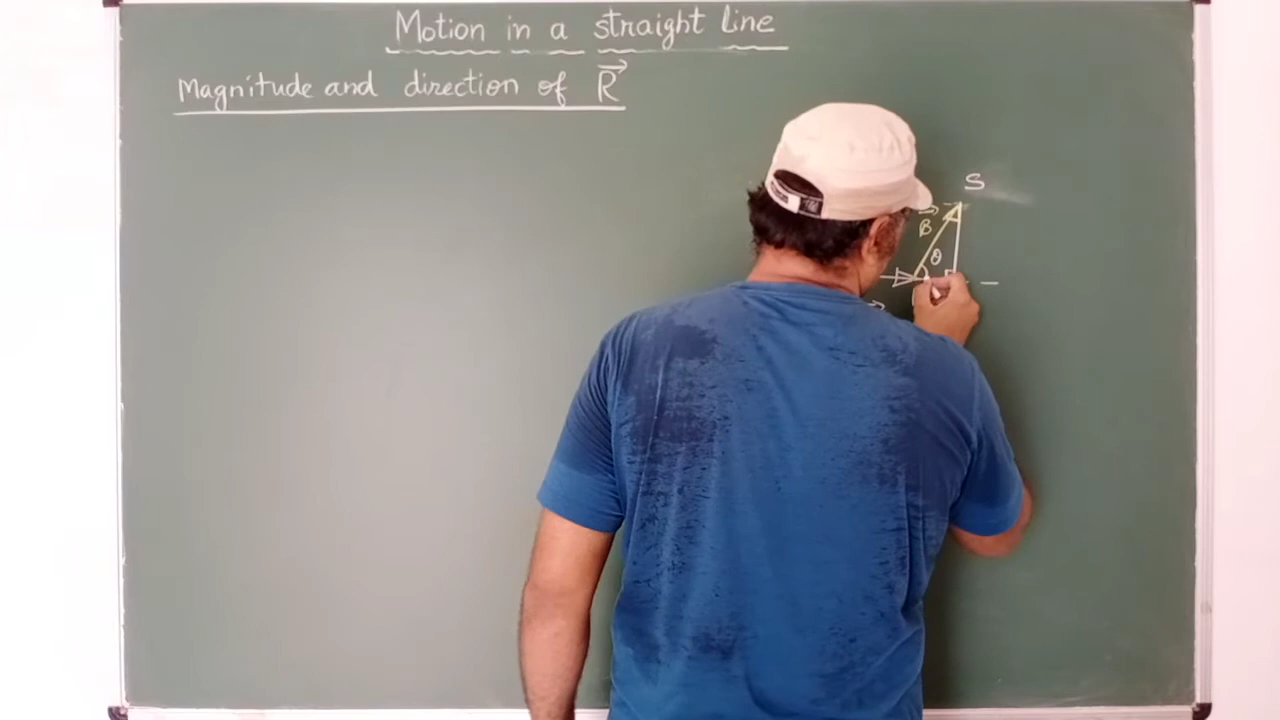 Motion in a straight line
Magnitude and direction of R⃗
S
B⃗
θ